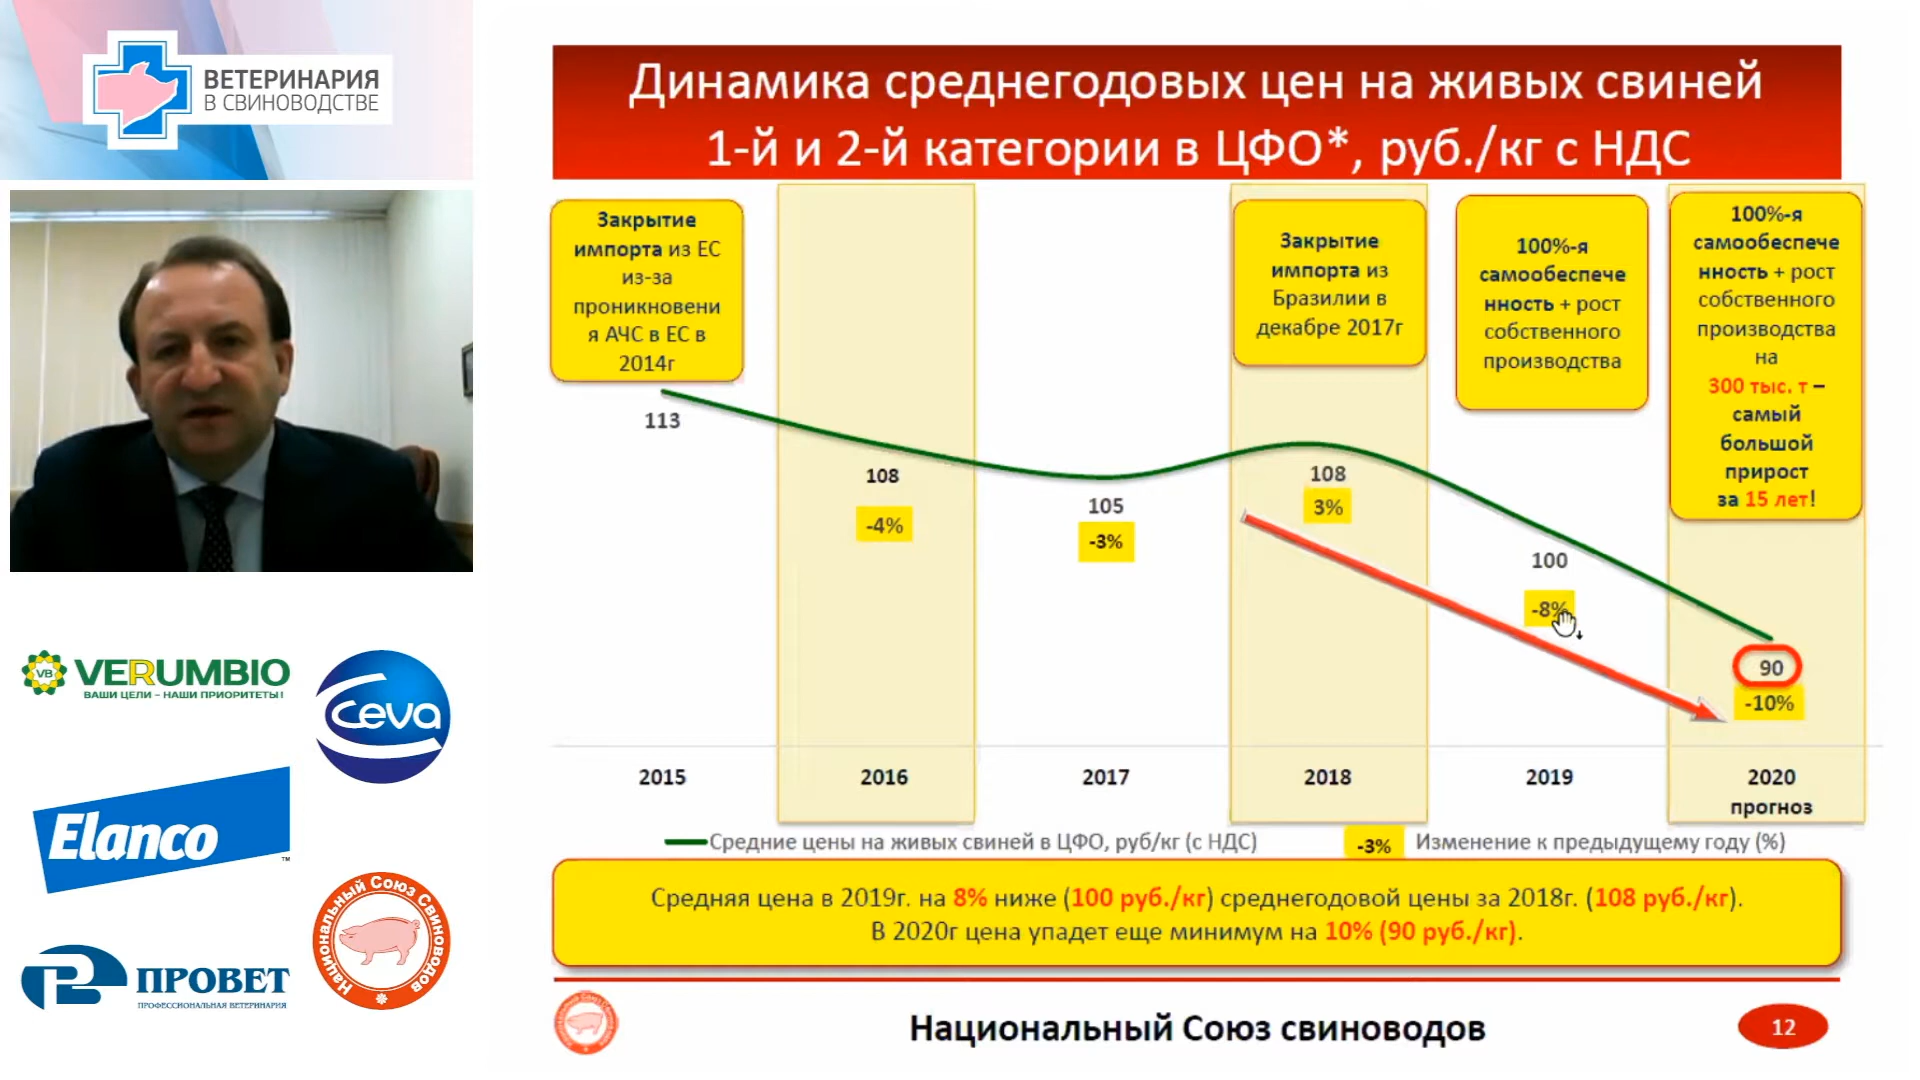 ВЕТЕРИНАРИЯ
В СВИНОВОДСТВЕ
Динамика среднегодовых цен на живых свиней
1-й и 2-й категории в ЦФО*, руб./кг с НДС
Закрытие
импорта из ЕС
из-за
проникновени
я АЧС в ЕС в
2014г
Закрытие
импорта из
Бразилии в
декабре 2017г
100%-я
самообеспече
нность + рост
собственного
производства
100%-я
самообеспече
нность + рост
собственного
производства
на
300 тыс. т –
самый
большой
прирост
за 15 лет!
113
108
-4%
105
-3%
108
3%
100
-8%
90
-10%
2015
2016
2017
2018
2019
2020
прогноз
Средние цены на живых свиней в ЦФО, руб/кг (с НДС)
-3%
Изменение к предыдущему году (%)
Средняя цена в 2019г. на 8% ниже (100 руб./кг) среднегодовой цены за 2018г. (108 руб./кг).
В 2020г цена упадет еще минимум на 10% (90 руб./кг).
Национальный Союз свиноводов
12
VB
VERUMBIO
ВАШИ ЦЕЛИ – НАШИ ПРИОРИТЕТЫ!
Ceva
Elanco
™
Национальный Союз Свиноводов
ПРОВЕТ
ПРОФЕССИОНАЛЬНАЯ ВЕТЕРИНАРИЯ